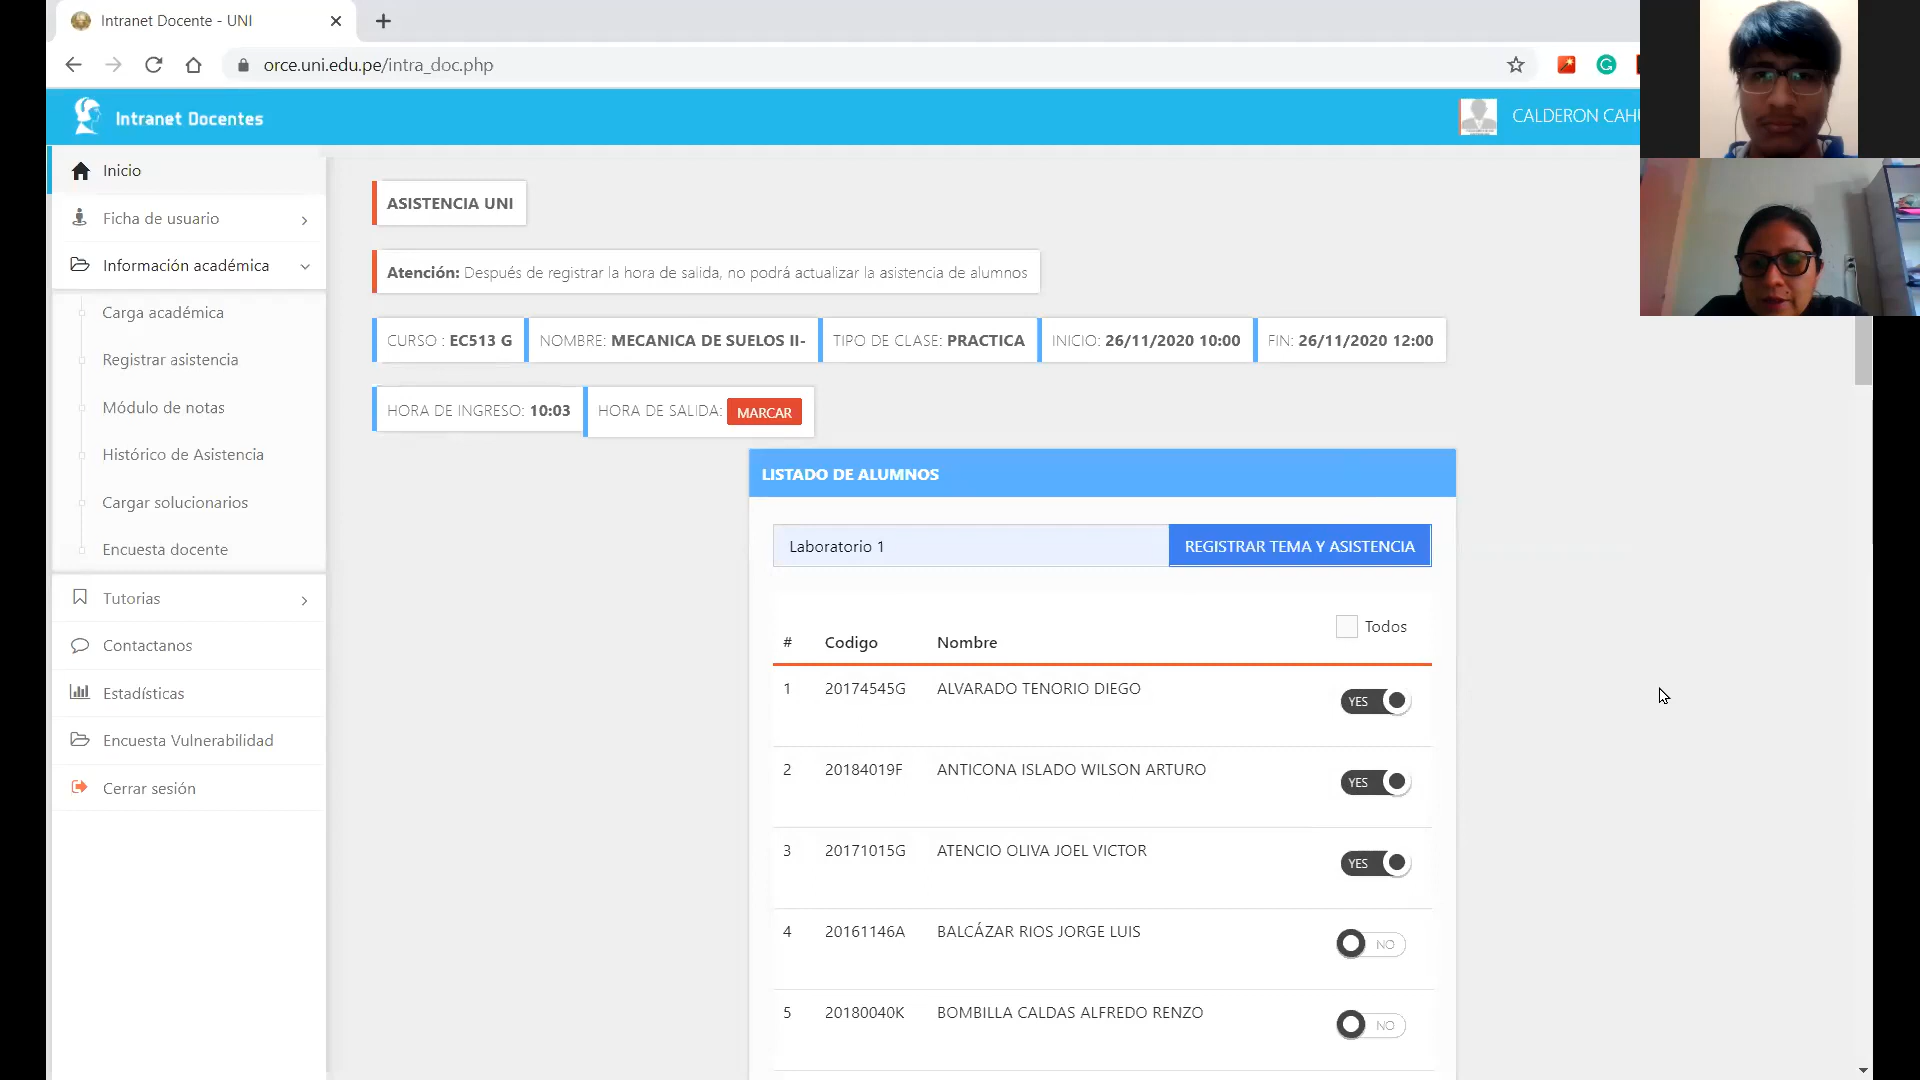 Intranet Docente - UNI
orce.uni.edu.pe/intra_doc.php
Intranet Docentes
CALDERON
Inicio
Ficha de usuario
Información académica
Carga académica
Registrar asistencia
Módulo de notas
Histórico de Asistencia
Cargar solucionarios
Encuesta docente
Tutorias
Contactanos
Estadísticas
Encuesta Vulnerabilidad
Cerrar sesión
ASISTENCIA UNI
Atención: Después de registrar la hora de salida, no podrá actualizar la asistencia de alumnos
CURSO : EC513 G NOMBRE: MECANICA DE SUELOS II- TIPO DE CLASE: PRACTICA INICIO: 26/11/2020 10:00 FIN: 26/11/2020 12:00
HORA DE INGRESO: 10:03 HORA DE SALIDA: MARCAR
LISTADO DE ALUMNOS
Laboratorio 1 REGISTRAR TEMA Y ASISTENCIA
# Codigo Nombre Todos
1 20174545G ALVARADO TENORIO DIEGO YES
2 20184019F ANTICONA ISLADO WILSON ARTURO YES
3 20171015G ATENCIO OLIVA JOEL VICTOR YES
4 20161146A BALCÁZAR RIOS JORGE LUIS NO
5 20180040K BOMBILLA CALDAS ALFREDO RENZO NO